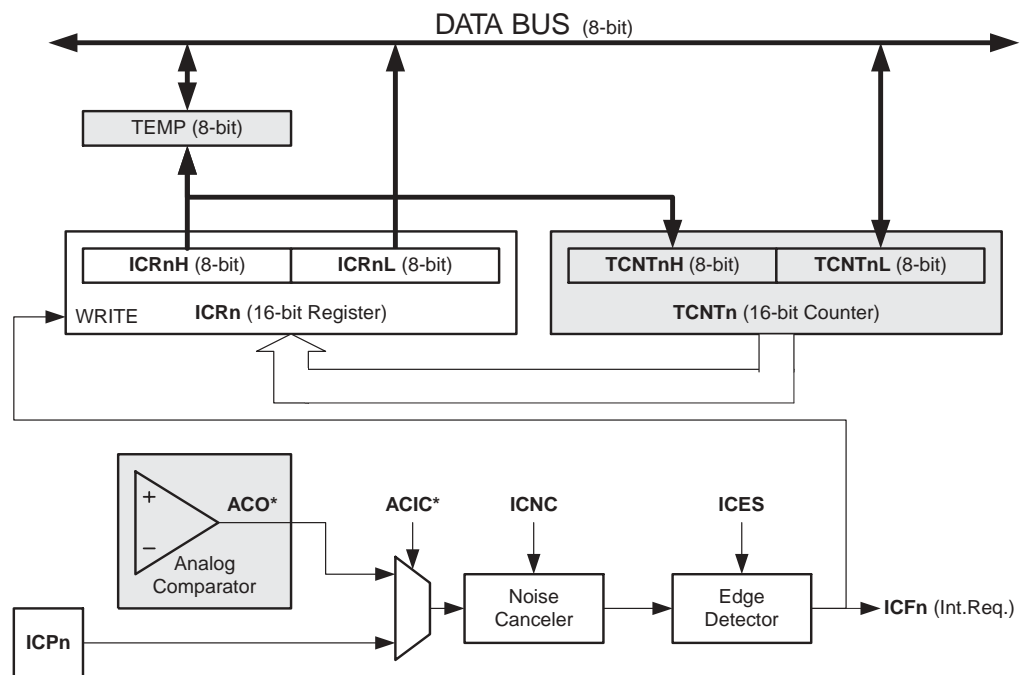 DATA BUS (8-bit)
TEMP (8-bit)
ICRnH (8-bit) ICRnL (8-bit)
TCNTnH (8-bit) TCNTnL (8-bit)
WRITE ICRn (16-bit Register)
TCNTn (16-bit Counter)
+
−
ACO*
Analog
Comparator
ACIC*
ICNC
ICES
Noise
Canceler
Edge
Detector
ICFn (Int.Req.)
ICPn